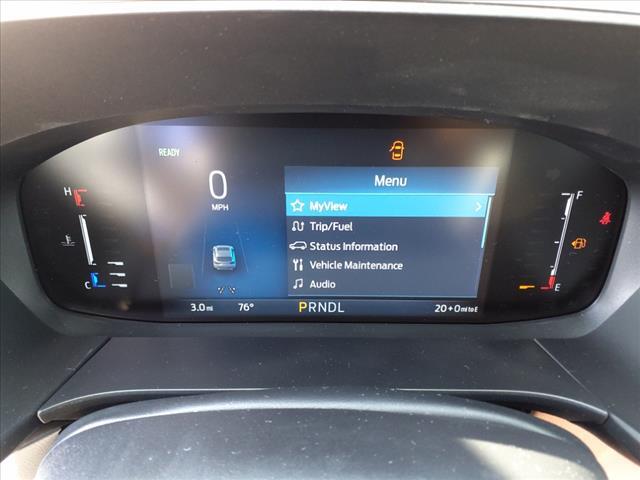 READY
Menu
H
0
MPH
MyView
Trip/Fuel
Status Information
Vehicle Maintenance
Audio
F
C
E
3.0 mi
76°
PRNDL
20+0 mi to E